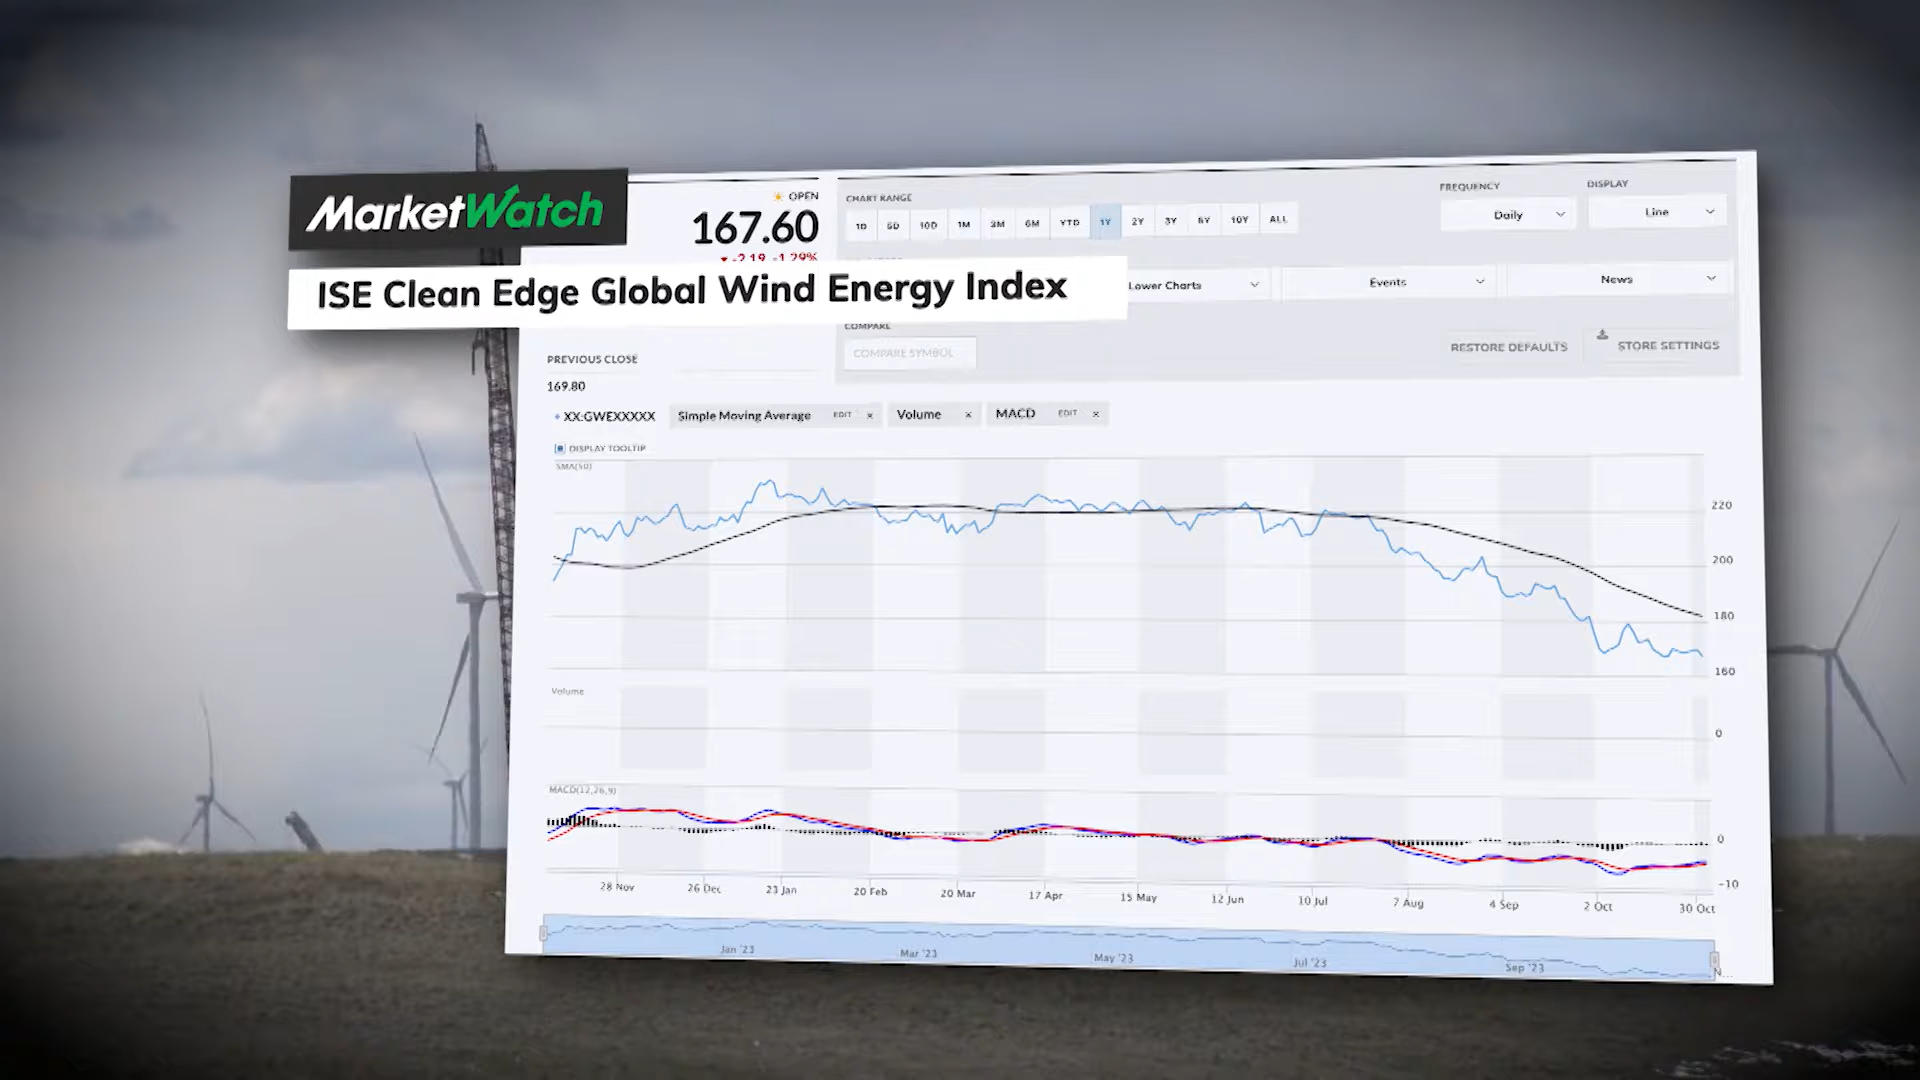 MarketWatch
ISE Clean Edge Global Wind Energy Index
OPEN
167.60
-2.19 -1.29%
PREVIOUS CLOSE
169.80
CHART RANGE
1D 5D 10D 1M 3M 6M YTD 1Y 2Y 3Y 5Y 10Y ALL
FREQUENCY
Daily
DISPLAY
Line
Lower Charts
Events
News
COMPARE
COMPARE SYMBOL
RESTORE DEFAULTS
STORE SETTINGS
XX:GWEXXXXX
Simple Moving Average EDIT x
Volume x
MACD EDIT x
DISPLAY TOOLTIP
SMA(50)
220
200
180
160
Volume
0
MACD(12,26,9)
0
-10
28 Nov 26 Dec 23 Jan 20 Feb 20 Mar 17 Apr 15 May 12 Jun 10 Jul 7 Aug 4 Sep 2 Oct 30 Oct
Jan '23 Mar '23 May '23 Jul '23 Sep '23 N...